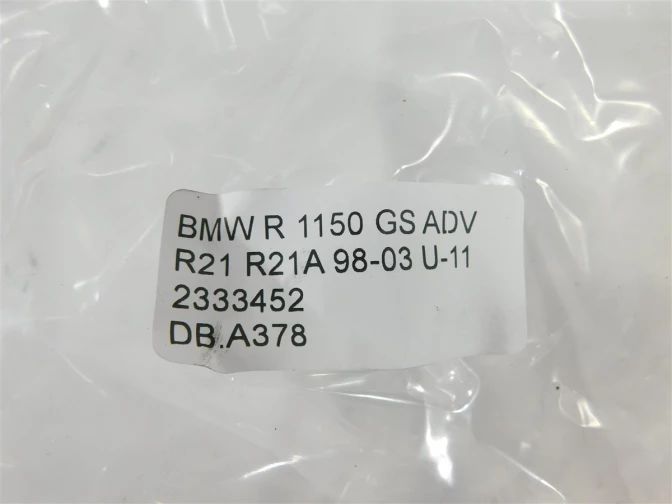 BMW R 1150 GS ADV
R21 R21A 98-03 U-11
2333452
DB.A378